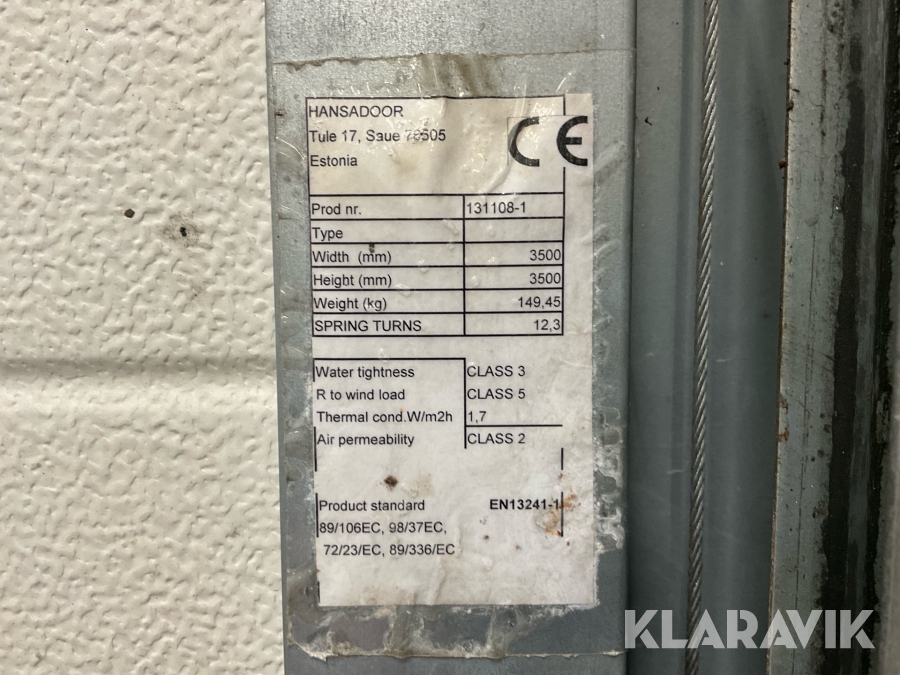 HANSADOOR
Tule 17, Saue 76505
Estonia
CE
Prod nr. 131108-1
Type
Width (mm) 3500
Height (mm) 3500
Weight (kg) 149,45
SPRING TURNS 12,3
Water tightness CLASS 3
R to wind load CLASS 5
Thermal cond.W/m2h 1,7
Air permeability CLASS 2
Product standard EN13241-1
89/106EC, 98/37EC,
72/23/EC, 89/336/EC
KLARAVIK